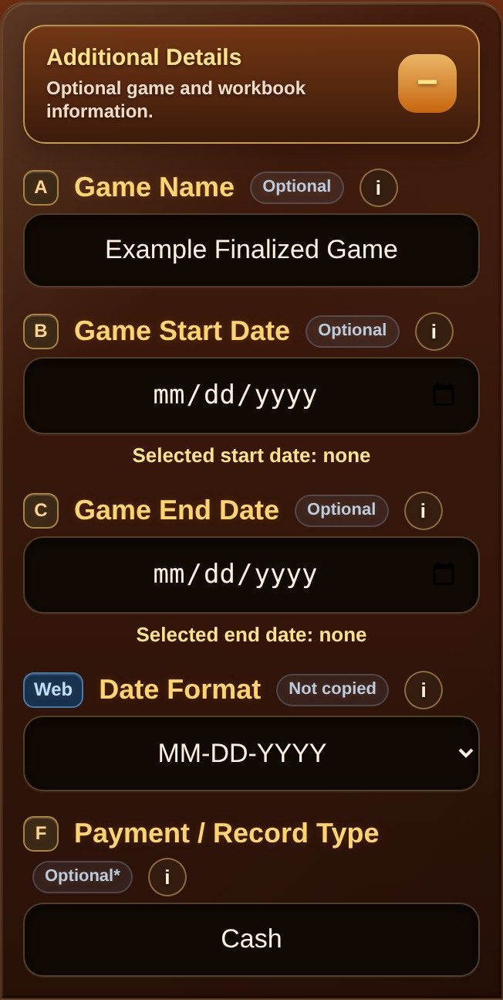 Additional Details
Optional game and workbook
information.
−
A Game Name Optional i
Example Finalized Game
B Game Start Date Optional i
mm/dd/yyyy
Selected start date: none
C Game End Date Optional i
mm/dd/yyyy
Selected end date: none
Web Date Format Not copied i
MM-DD-YYYY
F Payment / Record Type
Optional* i
Cash